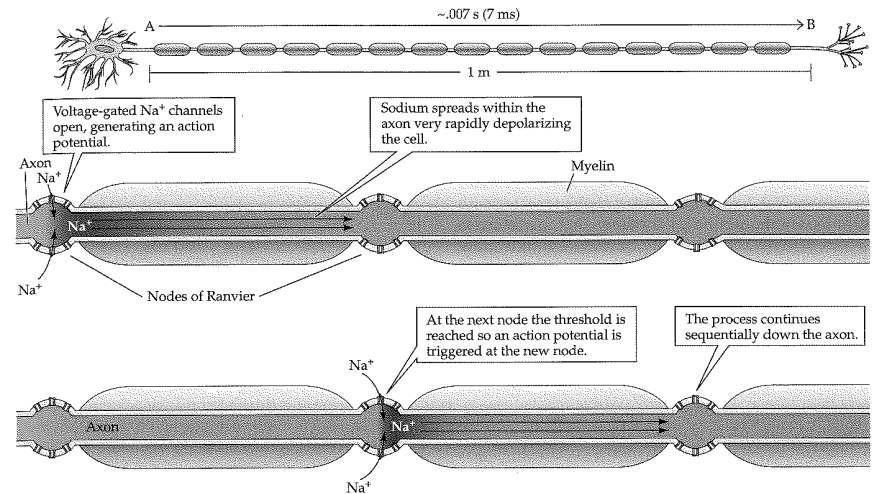 ~.007 s (7 ms)
A
B
1 m
Voltage-gated Na⁺ channels
open, generating an action
potential.
Sodium spreads within the
axon very rapidly depolarizing
the cell.
Myelin
Axon
Na⁺
Na⁺
Na⁺
Nodes of Ranvier
At the next node the threshold is
reached so an action potential is
triggered at the new node.
The process continues
sequentially down the axon.
Na⁺
Axon
Na⁺
Na⁺